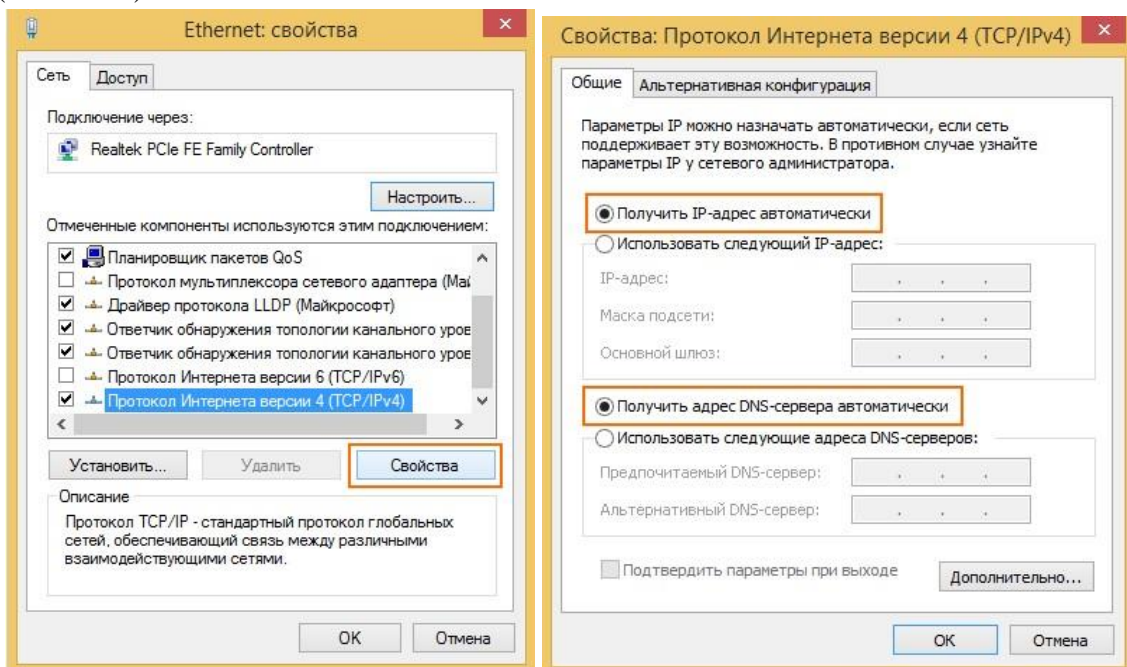 Ethernet: свойства
Сеть
Доступ
Подключение через:
Realtek PCIe FE Family Controller
Настроить...
Отмеченные компоненты используются этим подключением:
Планировщик пакетов QoS
Протокол мультиплексора сетевого адаптера (Май
Драйвер протокола LLDP (Майкрософт)
Ответчик обнаружения топологии канального уров
Ответчик обнаружения топологии канального уров
Протокол Интернета версии 6 (TCP/IPv6)
Протокол Интернета версии 4 (TCP/IPv4)
Установить...
Удалить
Свойства
Описание
Протокол TCP/IP - стандартный протокол глобальных
сетей, обеспечивающий связь между различными
взаимодействующими сетями.
OK
Отмена
Свойства: Протокол Интернета версии 4 (TCP/IPv4)
Общие
Альтернативная конфигурация
Параметры IP можно назначать автоматически, если сеть
поддерживает эту возможность. В противном случае узнайте
параметры IP у сетевого администратора.
Получить IP-адрес автоматически
Использовать следующий IP-адрес:
IP-адрес:
Маска подсети:
Основной шлюз:
Получить адрес DNS-сервера автоматически
Использовать следующие адреса DNS-серверов:
Предпочитаемый DNS-сервер:
Альтернативный DNS-сервер:
Подтвердить параметры при выходе
Дополнительно...
OK
Отмена